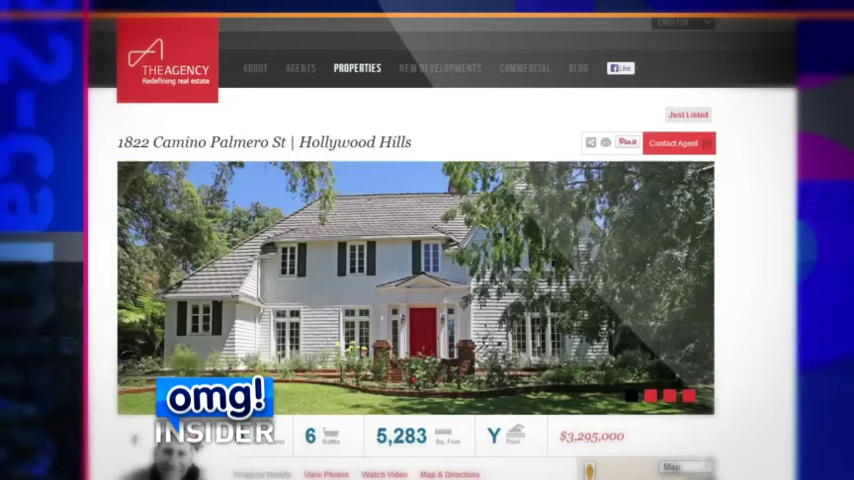 ENGLISH
THEAGENCY
Redefining real estate
ABOUT
AGENTS
PROPERTIES
NEW DEVELOPMENTS
COMMERCIAL
BLOG
Like
Just Listed
1822 Camino Palmero St | Hollywood Hills
Pin it
Contact Agent
omg!
INSIDER
6 Baths
5,283 Sq. Feet
Y Pool
$3,295,000
Property Details
View Photos
Watch Video
Map & Directions
Map